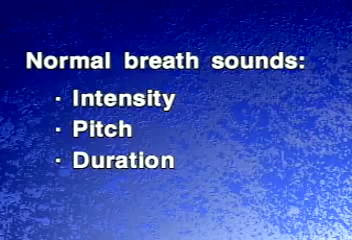 Normal breath sounds:
· Intensity
· Pitch
· Duration